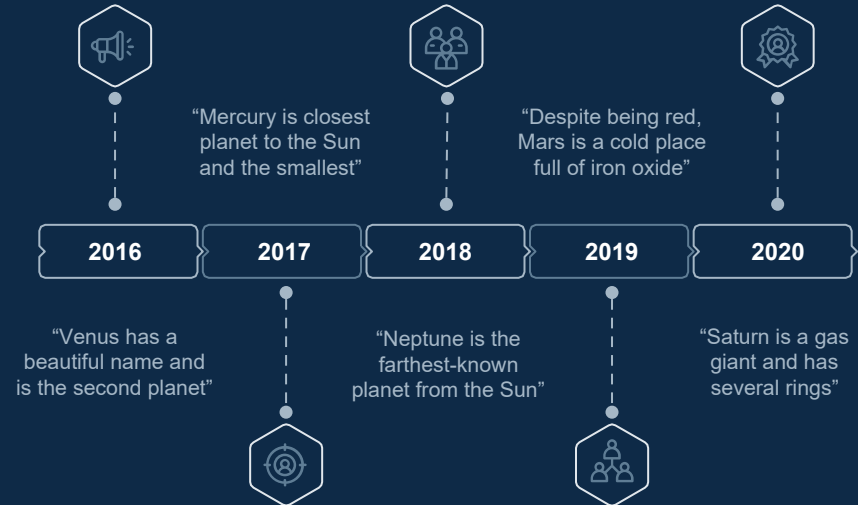 “Mercury is closest
planet to the Sun
and the smallest”
“Despite being red,
Mars is a cold place
full of iron oxide”
2016
2017
2018
2019
2020
“Venus has a
beautiful name and
is the second planet”
“Neptune is the
farthest-known
planet from the Sun”
“Saturn is a gas
giant and has
several rings”